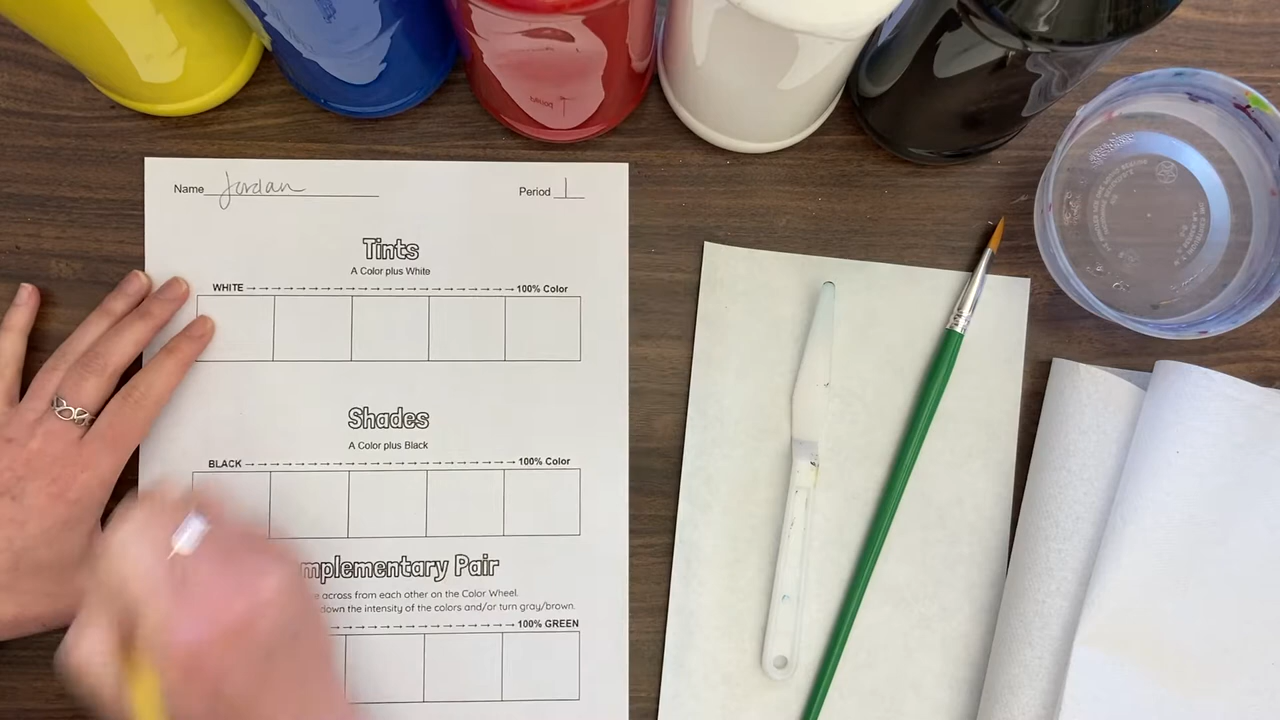 Name Jordan Period 1
Tints
A Color plus White
WHITE 100% Color
Shades
A Color plus Black
BLACK 100% Color
mplementary Pair
across from each other on the Color Wheel.
down the intensity of the colors and/or turn gray/brown.
100% GREEN